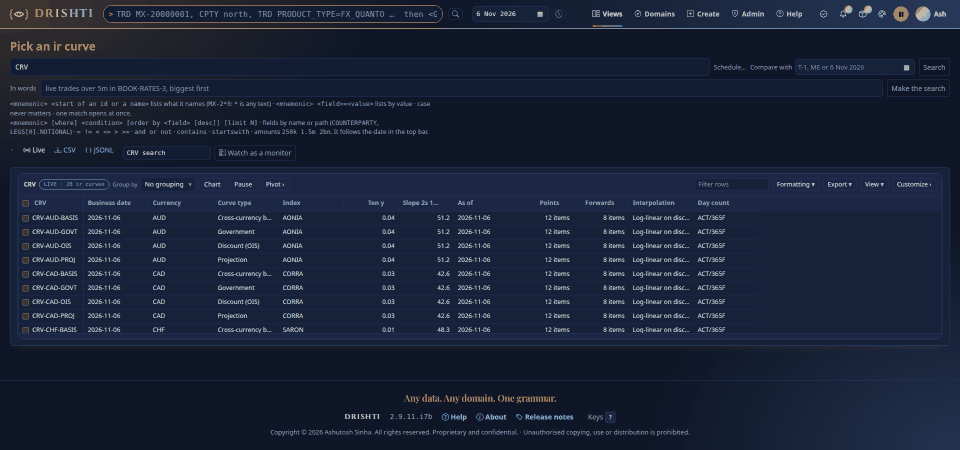 {👁} DRISHTI
> TRD MX-20000001, CPTY north, TRD PRODUCT_TYPE=FX_QUANTO … then <G
6 Nov 2026
Views Domains Create Admin Help Ash
Pick an ir curve
CRV
Schedule... Compare with T-1, ME or 6 Nov 2026 Search
In words live trades over 5m in BOOK-RATES-3, biggest first Make the search
<mnemonic> <start of an id or a name> lists what it names (MX-2*0: * is any text) · <mnemonic> <field>=<value> lists by value · case
never matters · one match opens at once.
<mnemonic> [where] <condition> [order by <field> [desc]] [limit N] · fields by name or path (COUNTERPARTY,
LEGS[0].NOTIONAL) · = != < <= > >= · and or not · contains · startswith · amounts 250k 1.5m 2bn. It follows the date in the top bac
Live CSV JSONL CRV search Watch as a monitor
CRV LIVE · 38 ir curves Group by No grouping Chart Pause Pivot › Filter rows Formatting ▾ Export ▾ View ▾ Customize ›
CRV Business date Currency Curve type Index Ten y Slope 2s 1... As of Points Forwards Interpolation Day count
CRV-AUD-BASIS 2026-11-06 AUD Cross-currency b... AONIA 0.04 51.2 2026-11-06 12 items 8 items Log-linear on disc... ACT/365F
CRV-AUD-GOVT 2026-11-06 AUD Government AONIA 0.04 51.2 2026-11-06 12 items 8 items Log-linear on disc... ACT/365F
CRV-AUD-OIS 2026-11-06 AUD Discount (OIS) AONIA 0.04 51.2 2026-11-06 12 items 8 items Log-linear on disc... ACT/365F
CRV-AUD-PROJ 2026-11-06 AUD Projection AONIA 0.04 51.2 2026-11-06 12 items 8 items Log-linear on disc... ACT/365F
CRV-CAD-BASIS 2026-11-06 CAD Cross-currency b... CORRA 0.03 42.6 2026-11-06 12 items 8 items Log-linear on disc... ACT/365F
CRV-CAD-GOVT 2026-11-06 CAD Government CORRA 0.03 42.6 2026-11-06 12 items 8 items Log-linear on disc... ACT/365F
CRV-CAD-OIS 2026-11-06 CAD Discount (OIS) CORRA 0.03 42.6 2026-11-06 12 items 8 items Log-linear on disc... ACT/365F
CRV-CAD-PROJ 2026-11-06 CAD Projection CORRA 0.03 42.6 2026-11-06 12 items 8 items Log-linear on disc... ACT/365F
CRV-CHF-BASIS 2026-11-06 CHF Cross-currency b... SARON 0.01 48.3 2026-11-06 12 items 8 items Log-linear on disc... ACT/365F
Any data. Any domain. One grammar.
DRISHTI 2.9.11.17b Help About Release notes Keys ?
Copyright © 2026 Ashutosh Sinha. All rights reserved. Proprietary and confidential. · Unauthorised copying, use or distribution is prohibited.